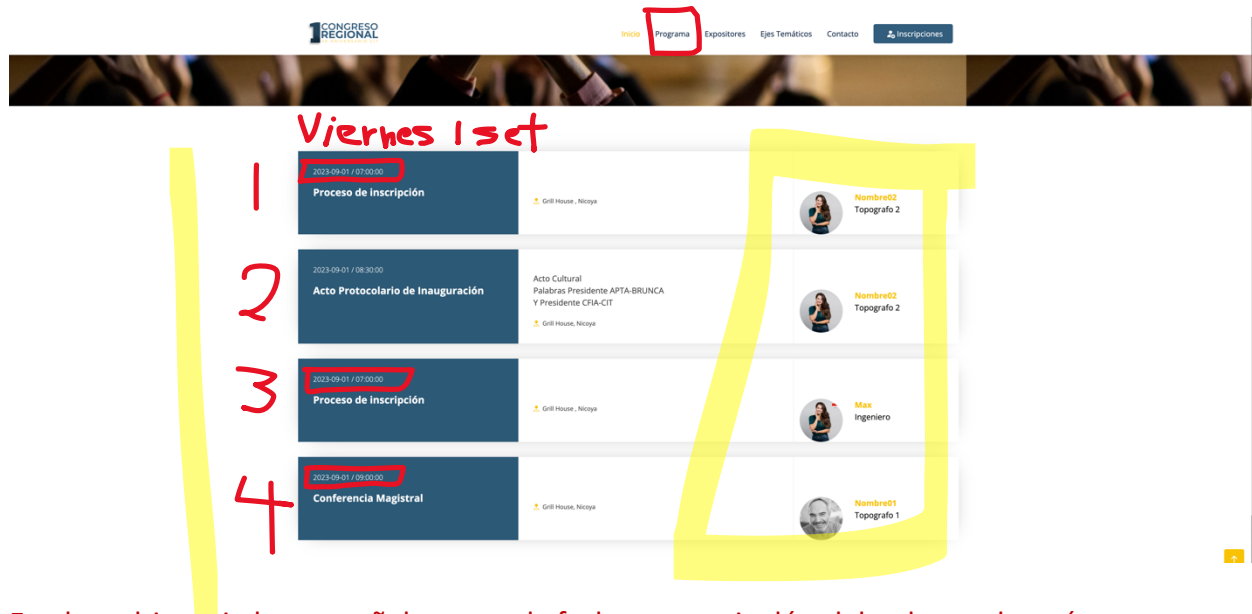 1 CONGRESO
REGIONAL
Inicio Programa Expositores Ejes Temáticos Contacto Inscripciones
Viernes 1 set
1
2023-09-01 / 07:00:00
Proceso de inscripción
Grill House , Nicoya
Nombre02
Topografo 2
2
2023-09-01 / 08:30:00
Acto Protocolario de Inauguración
Acto Cultural
Palabras Presidente APTA-BRUNCA
Y Presidente CFIA-CIT
Grill House, Nicoya
Nombre02
Topografo 2
3
2023-09-01 / 07:00:00
Proceso de inscripción
Grill House , Nicoya
Max
Ingeniero
4
2023-09-01 / 09:00:00
Conferencia Magistral
Grill House, Nicoya
Nombre01
Topografo 1